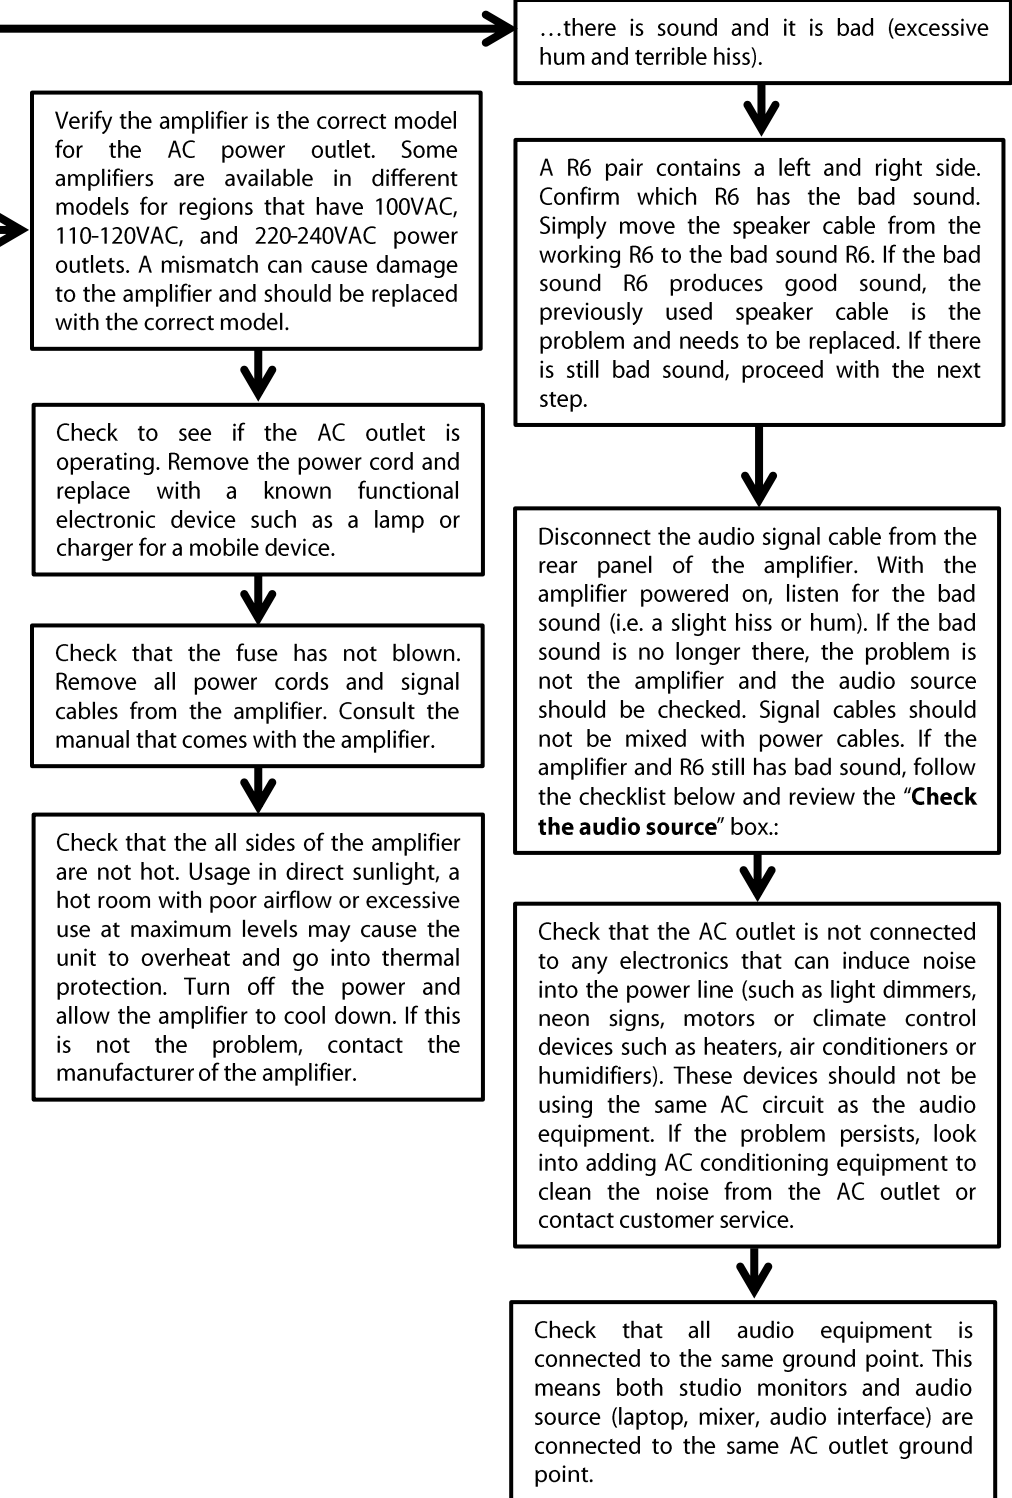 Verify the amplifier is the correct model
for the AC power outlet. Some
amplifiers are available in different
models for regions that have 100VAC,
110-120VAC, and 220-240VAC power
outlets. A mismatch can cause damage
to the amplifier and should be replaced
with the correct model.
Check to see if the AC outlet is
operating. Remove the power cord and
replace with a known functional
electronic device such as a lamp or
charger for a mobile device.
Check that the fuse has not blown.
Remove all power cords and signal
cables from the amplifier. Consult the
manual that comes with the amplifier.
Check that the all sides of the amplifier
are not hot. Usage in direct sunlight, a
hot room with poor airflow or excessive
use at maximum levels may cause the
unit to overheat and go into thermal
protection. Turn off the power and
allow the amplifier to cool down. If this
is not the problem, contact the
manufacturer of the amplifier.
…there is sound and it is bad (excessive
hum and terrible hiss).
A R6 pair contains a left and right side.
Confirm which R6 has the bad sound.
Simply move the speaker cable from the
working R6 to the bad sound R6. If the bad
sound R6 produces good sound, the
previously used speaker cable is the
problem and needs to be replaced. If there
is still bad sound, proceed with the next
step.
Disconnect the audio signal cable from the
rear panel of the amplifier. With the
amplifier powered on, listen for the bad
sound (i.e. a slight hiss or hum). If the bad
sound is no longer there, the problem is
not the amplifier and the audio source
should be checked. Signal cables should
not be mixed with power cables. If the
amplifier and R6 still has bad sound, follow
the checklist below and review the “Check
the audio source” box.:
Check that the AC outlet is not connected
to any electronics that can induce noise
into the power line (such as light dimmers,
neon signs, motors or climate control
devices such as heaters, air conditioners or
humidifiers). These devices should not be
using the same AC circuit as the audio
equipment. If the problem persists, look
into adding AC conditioning equipment to
clean the noise from the AC outlet or
contact customer service.
Check that all audio equipment is
connected to the same ground point. This
means both studio monitors and audio
source (laptop, mixer, audio interface) are
connected to the same AC outlet ground
point.